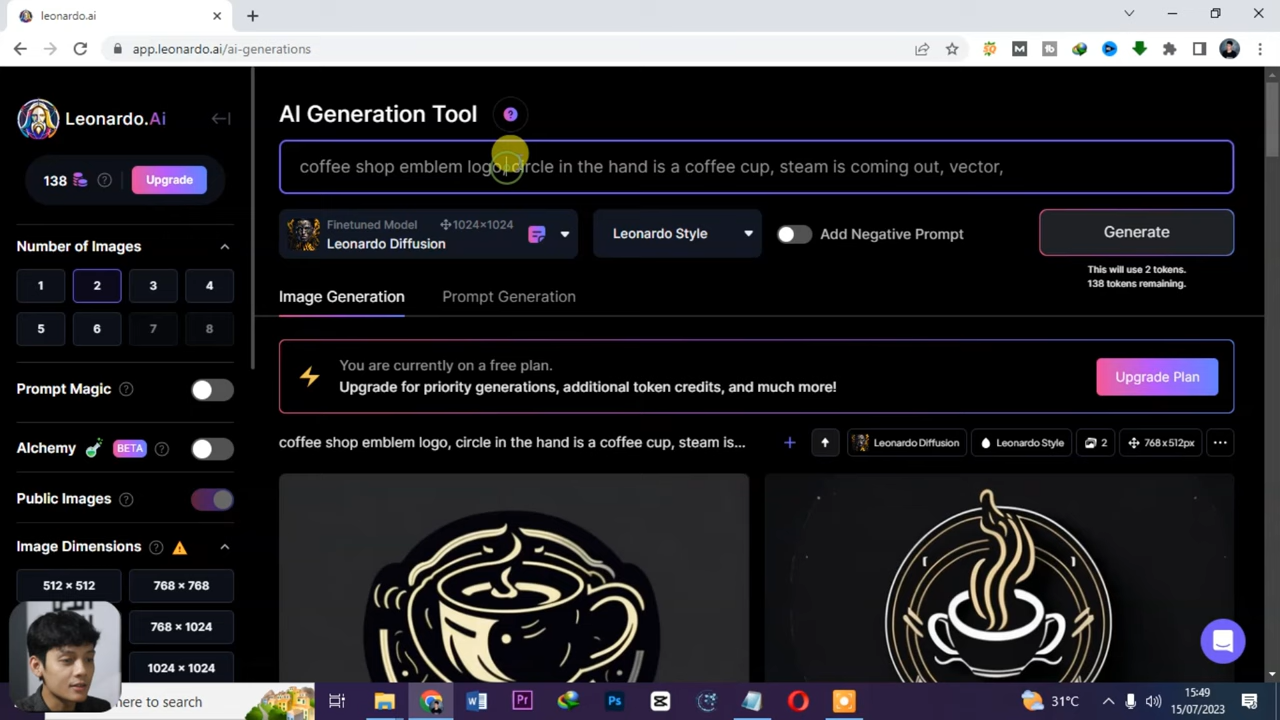 leonardo.ai
app.leonardo.ai/ai-generations
Leonardo.Ai
138
Upgrade
Number of Images
1 2 3 4
5 6 7 8
Prompt Magic
Alchemy BETA
Public Images
Image Dimensions
512 × 512 768 × 768
768 × 1024
1024 × 1024
here to search
AI Generation Tool
coffee shop emblem logo, circle in the hand is a coffee cup, steam is coming out, vector,
Finetuned Model 1024×1024
Leonardo Diffusion
Leonardo Style
Add Negative Prompt
Generate
This will use 2 tokens.
138 tokens remaining.
Image Generation Prompt Generation
You are currently on a free plan.
Upgrade for priority generations, additional token credits, and much more!
Upgrade Plan
coffee shop emblem logo, circle in the hand is a coffee cup, steam is...
Leonardo Diffusion Leonardo Style 2 768 x 512px
31°C
15:49
15/07/2023